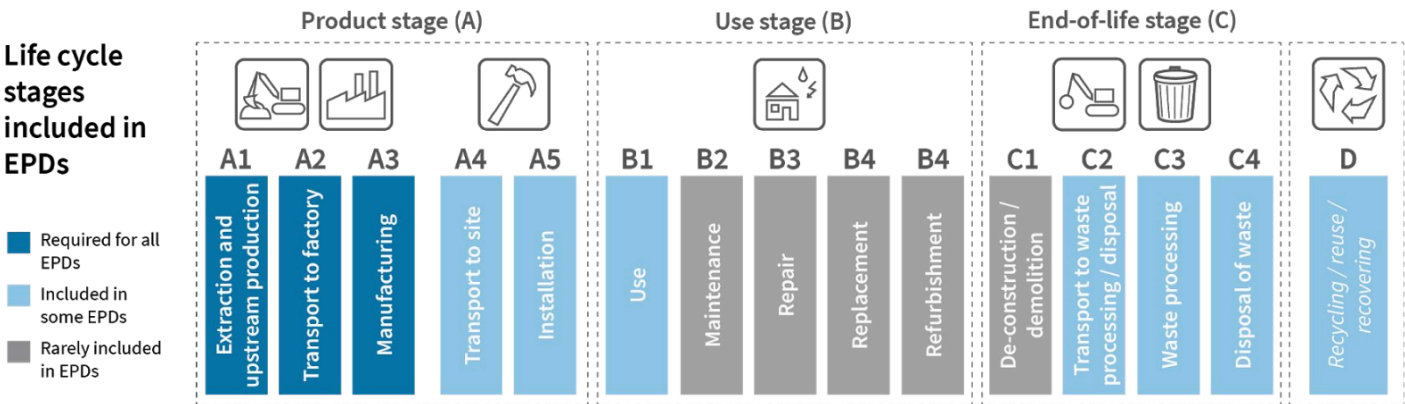 Life cycle
stages
included in
EPDs
Required for all
EPDs
Included in
some EPDs
Rarely included
in EPDs
Product stage (A)
A1
Extraction and
upstream production
A2
Transport to factory
A3
Manufacturing
A4
Transport to site
A5
Installation
Use stage (B)
B1
Use
B2
Maintenance
B3
Repair
B4
Replacement
B4
Refurbishment
End-of-life stage (C)
C1
De-construction /
demolition
C2
Transport to waste
processing / disposal
C3
Waste processing
C4
Disposal of waste
D
Recycling / reuse /
recovering